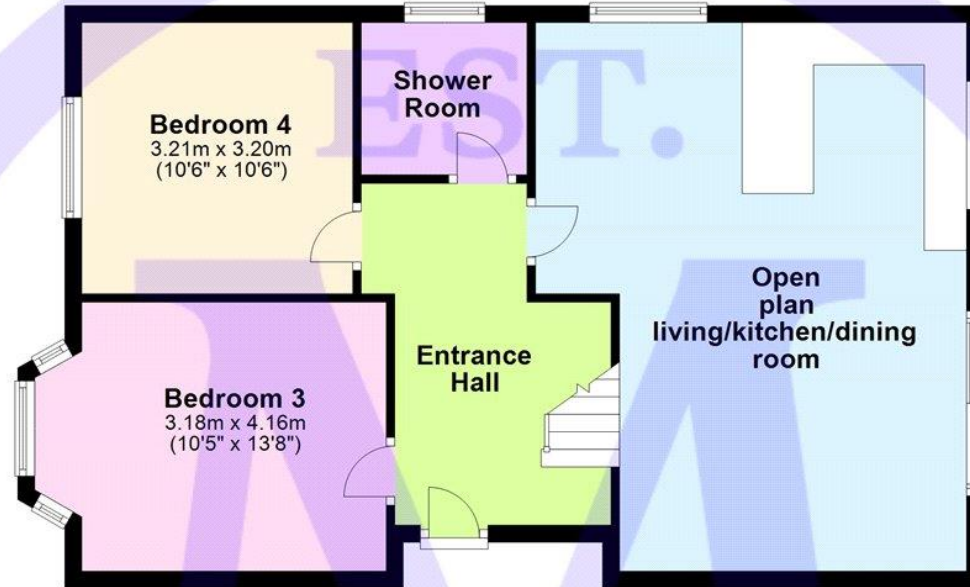 EST.
Bedroom 4
3.21m x 3.20m
(10'6" x 10'6")
Shower
Room
Open
plan
living/kitchen/dining
room
Entrance
Hall
Bedroom 3
3.18m x 4.16m
(10'5" x 13'8")
M